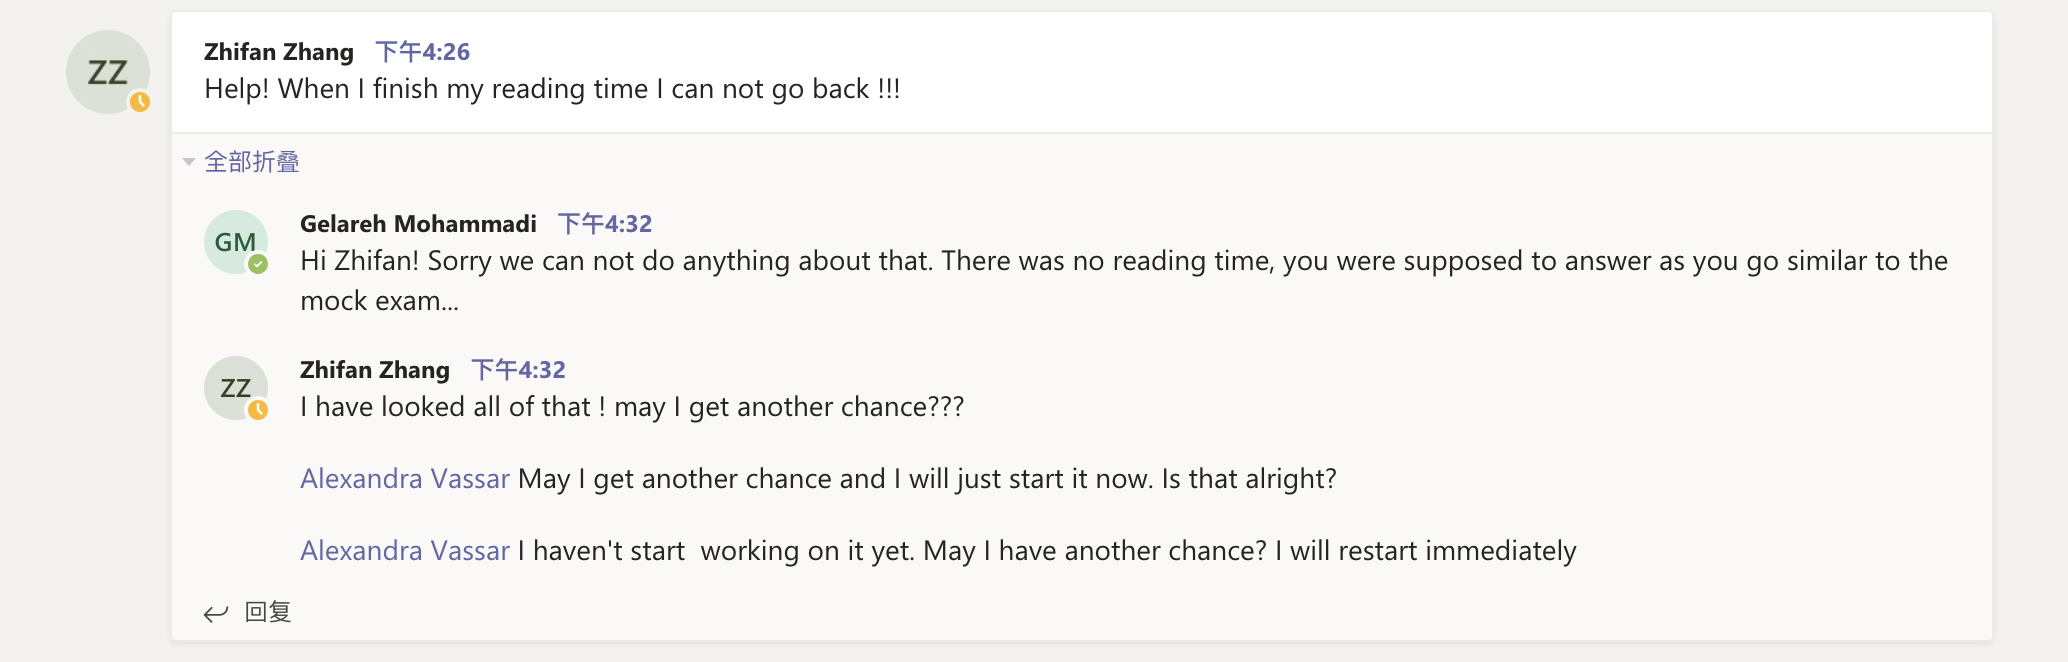 ZZ
Zhifan Zhang 下午4:26
Help! When I finish my reading time I can not go back !!!
全部折叠
GM
Gelareh Mohammadi 下午4:32
Hi Zhifan! Sorry we can not do anything about that. There was no reading time, you were supposed to answer as you go similar to the
mock exam...
ZZ
Zhifan Zhang 下午4:32
I have looked all of that ! may I get another chance???
Alexandra Vassar May I get another chance and I will just start it now. Is that alright?
Alexandra Vassar I haven't start  working on it yet. May I have another chance? I will restart immediately
回复